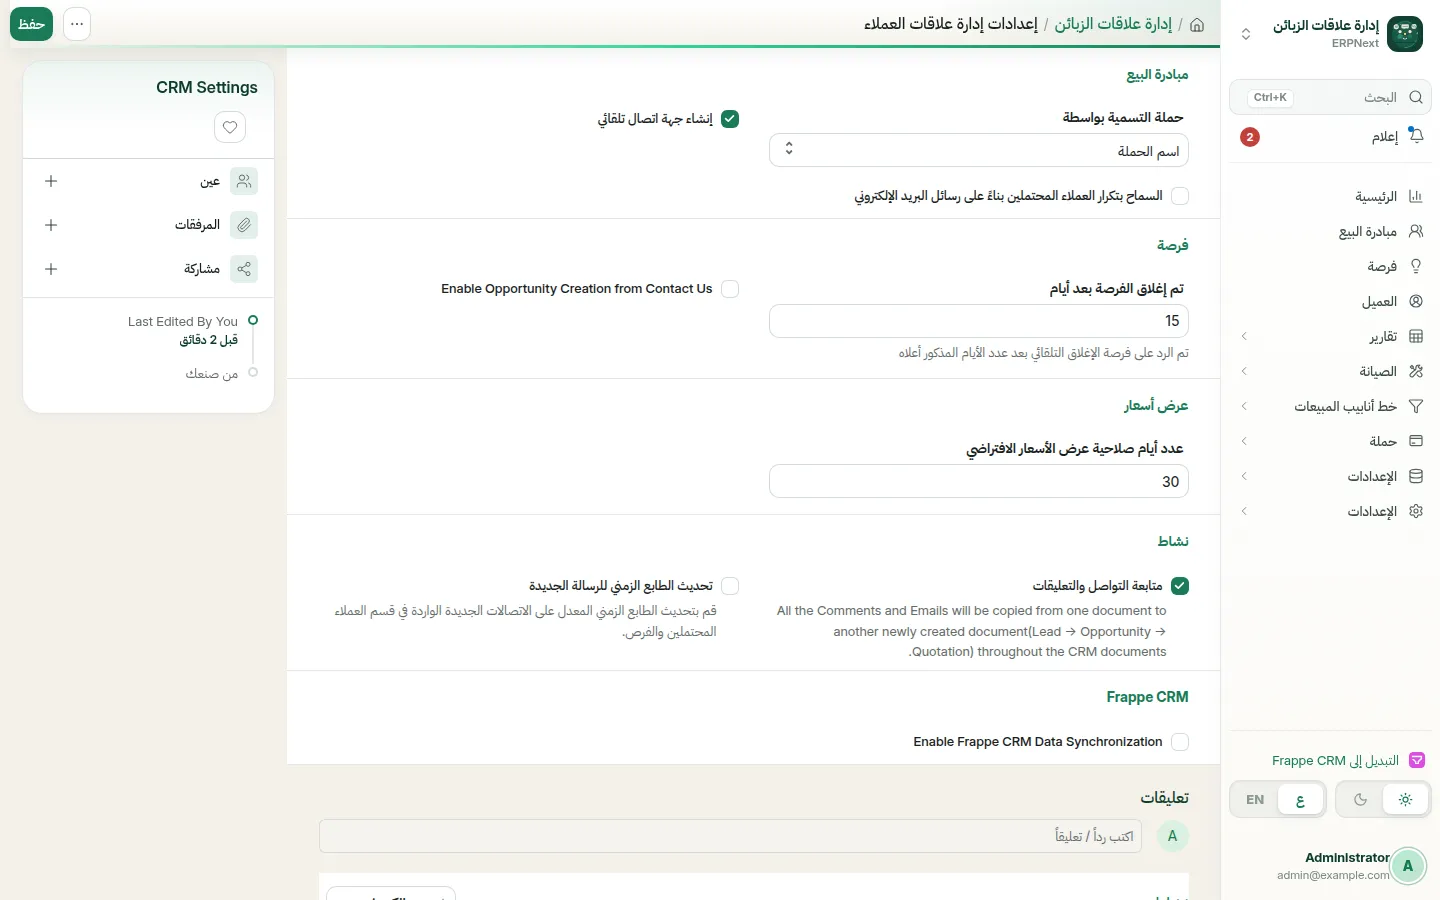 إدارة علاقات الزبائن
ERPNext
البحث
Ctrl+K
إعلام
2
الرئيسية
مبادرة البيع
فرصة
العميل
تقارير
الصيانة
خط أنابيب المبيعات
حملة
الإعدادات
الإعدادات
التبديل إلى Frappe CRM
ع
EN
Administrator
admin@example.com
A
إدارة علاقات الزبائن / إعدادات إدارة علاقات العملاء
حفظ
مبادرة البيع
حملة التسمية بواسطة
اسم الحملة
إنشاء جهة اتصال تلقائي
السماح بتكرار العملاء المحتملين بناءً على رسائل البريد الإلكتروني
فرصة
تم إغلاق الفرصة بعد أيام
15
تم الرد على فرصة الإغلاق التلقائي بعد عدد الأيام المذكور أعلاه
Enable Opportunity Creation from Contact Us
عرض أسعار
عدد أيام صلاحية عرض الأسعار الافتراضي
30
نشاط
متابعة التواصل والتعليقات
All the Comments and Emails will be copied from one document to
another newly created document(Lead → Opportunity →
Quotation) throughout the CRM documents.
تحديث الطابع الزمني للرسالة الجديدة
قم بتحديث الطابع الزمني المعدل على الاتصالات الجديدة الواردة في قسم العملاء
المحتملين والفرص.
Frappe CRM
Enable Frappe CRM Data Synchronization
تعليقات
A
اكتب رداً / تعليقاً
CRM Settings
عين
المرفقات
مشاركة
Last Edited By You
قبل 2 دقائق
من صنعك